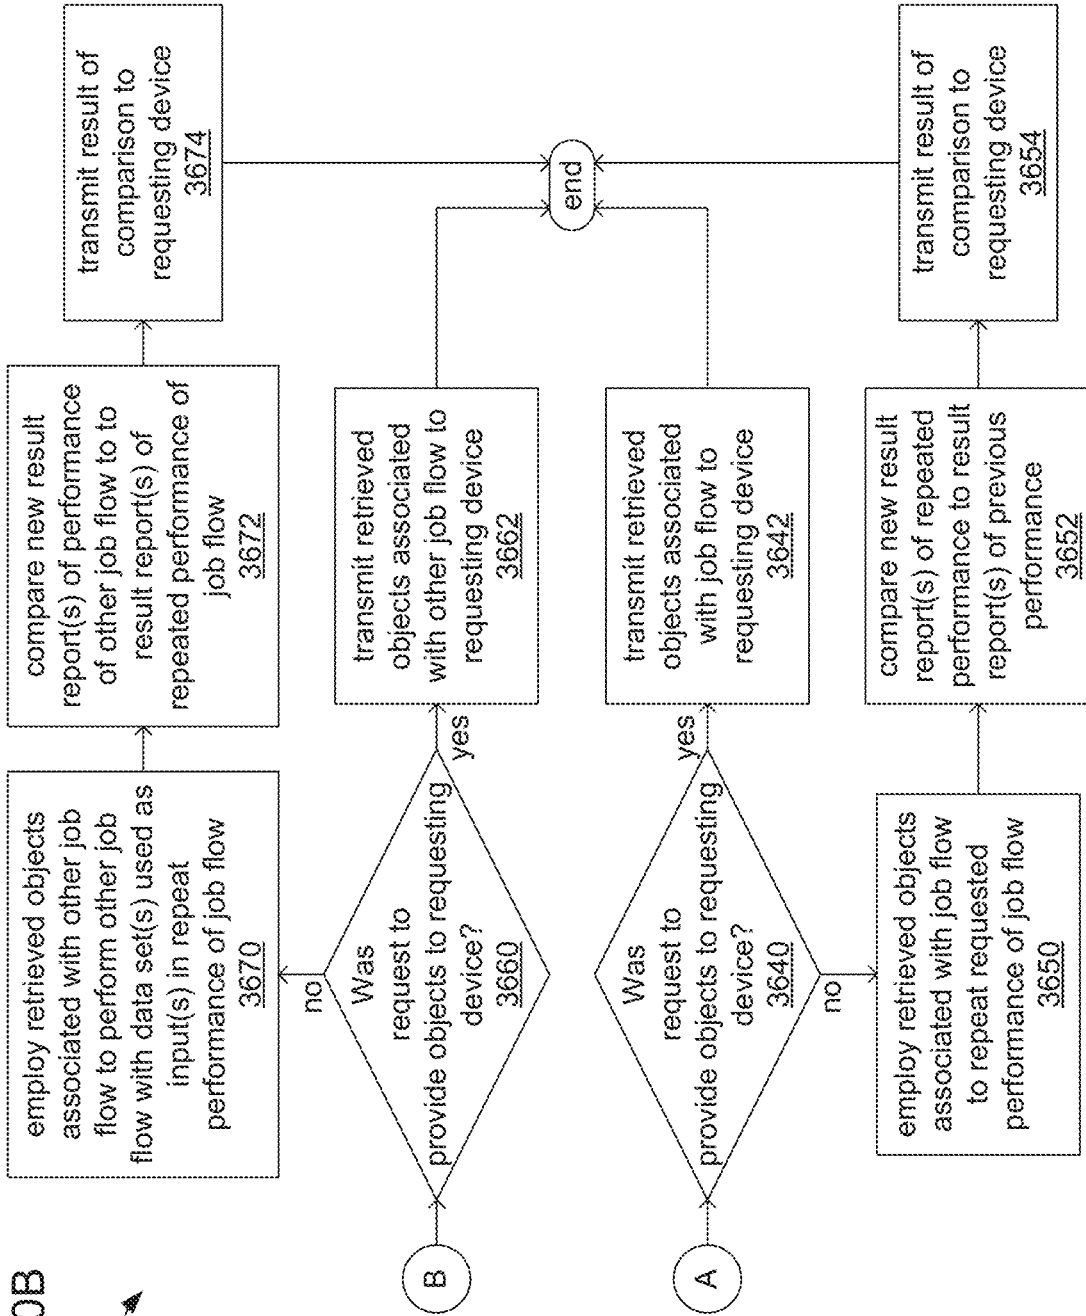 0B
employ retrieved objects
associated with other job
flow to perform other job
flow with data set(s) used as
input(s) in repeat
performance of job flow
3670
compare new result
report(s) of performance
of other job flow to to
result report(s) of
repeated performance of
job flow
3672
transmit result of
comparison to
requesting device
3674
no
B
Was
request to
provide objects to requesting
device?
3660
yes
transmit retrieved
objects associated
with other job flow to
requesting device
3662
end
A
Was
request to
provide objects to requesting
device?
3640
yes
transmit retrieved
objects associated
with job flow to
requesting device
3642
no
employ retrieved objects
associated with job flow
to repeat requested
performance of job flow
3650
compare new result
report(s) of repeated
performance to result
report(s) of previous
performance
3652
transmit result of
comparison to
requesting device
3654